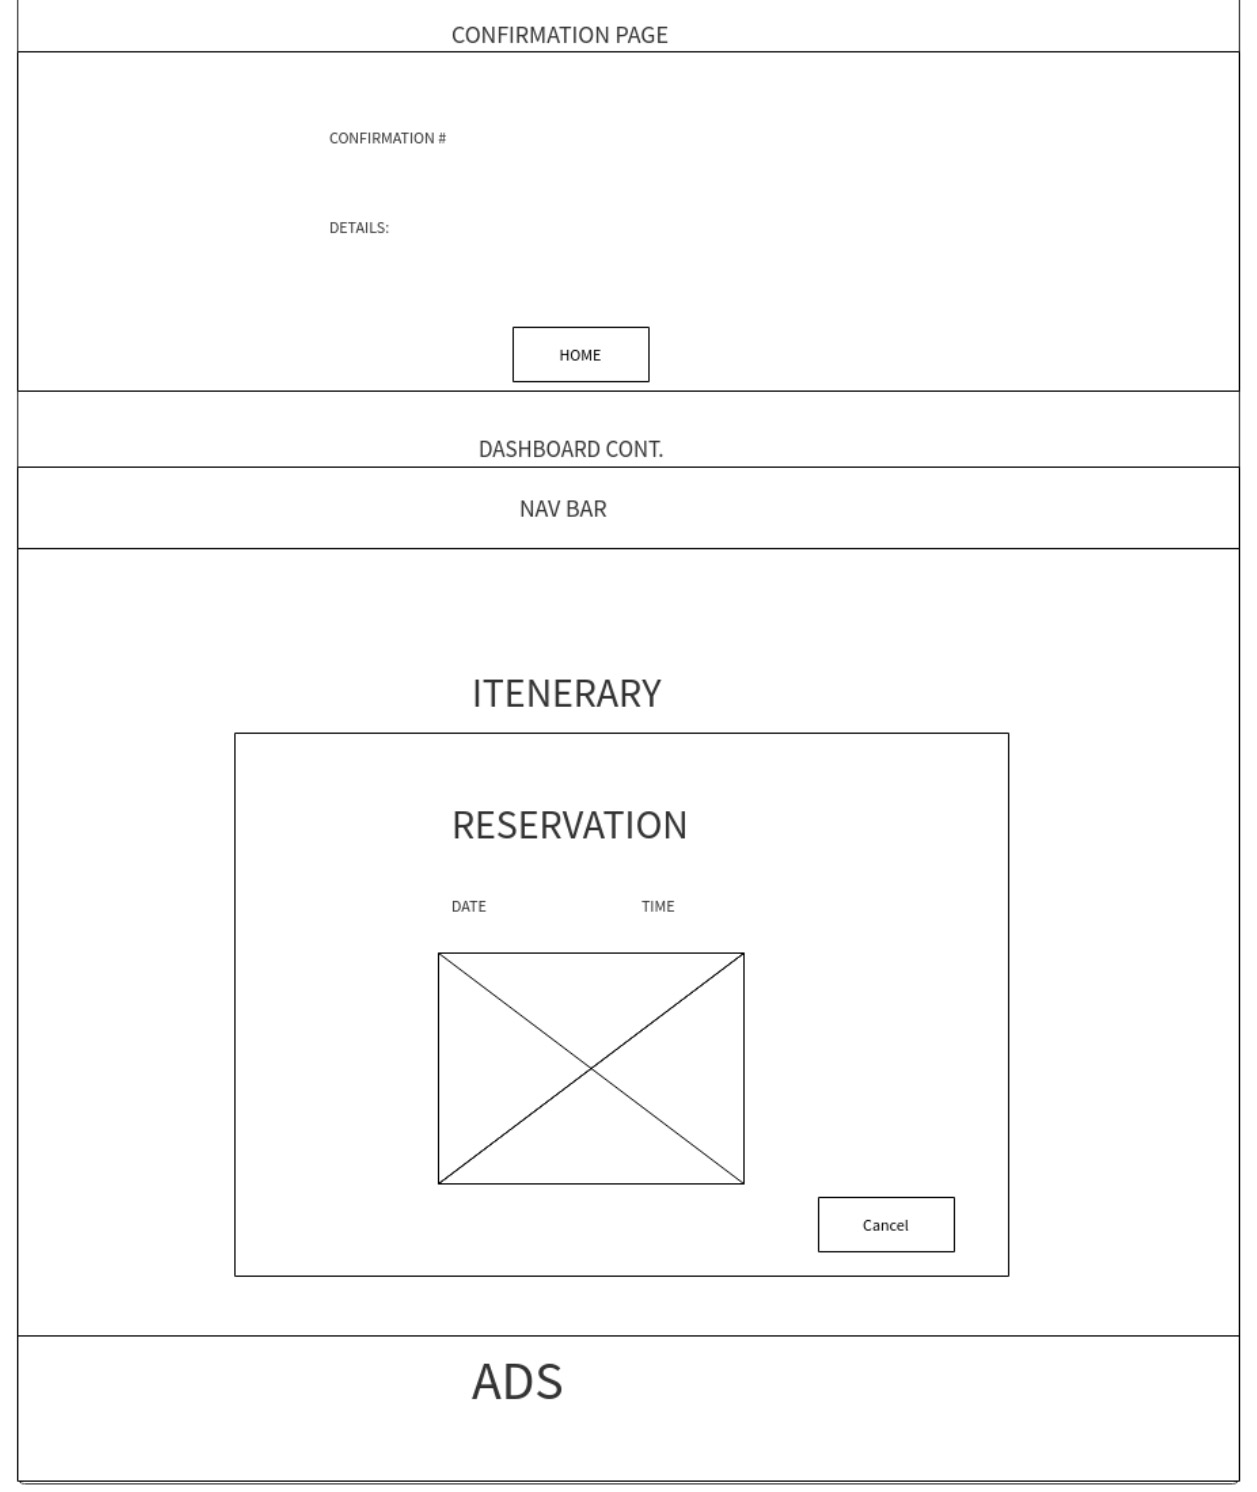 CONFIRMATION PAGE
CONFIRMATION #
DETAILS:
HOME
DASHBOARD CONT.
NAV BAR
ITENERARY
RESERVATION
DATE TIME
Cancel
ADS